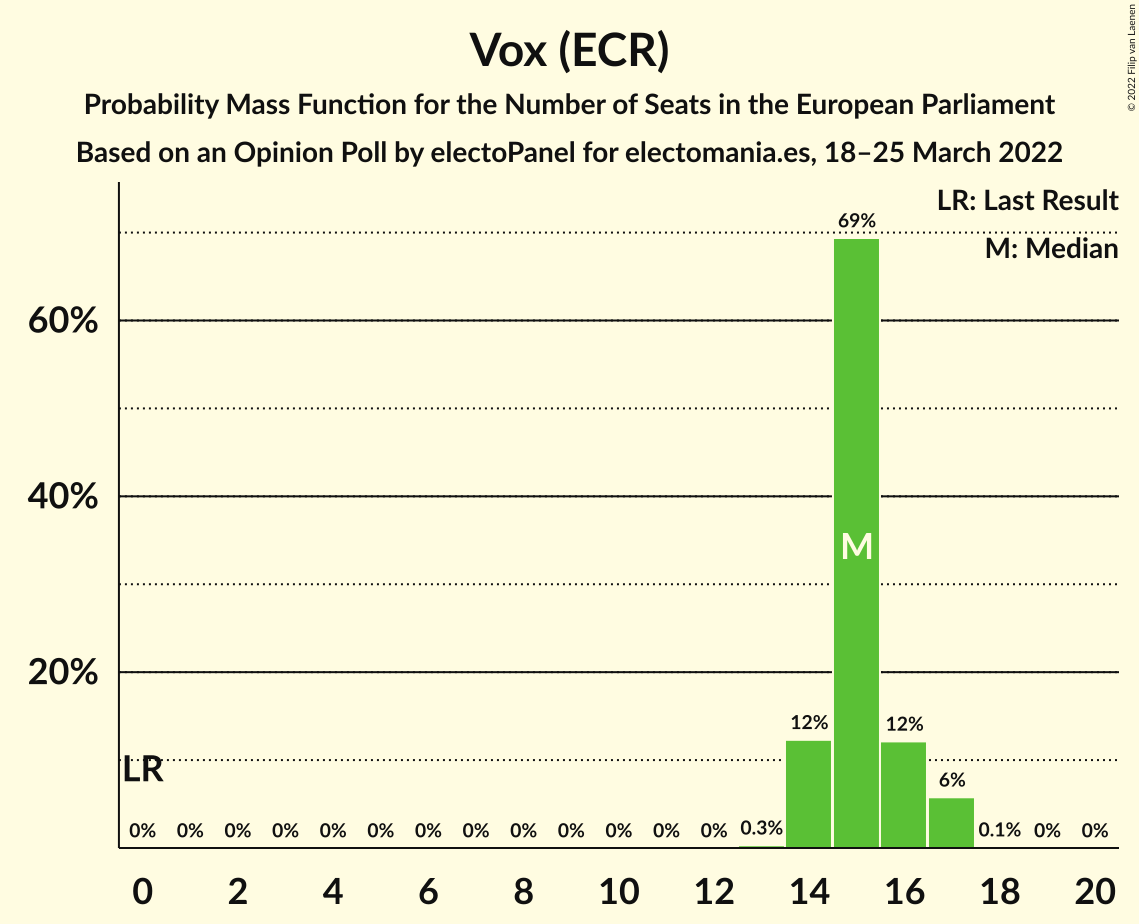 Vox (ECR)
Probability Mass Function for the Number of Seats in the European Parliament
Based on an Opinion Poll by electoPanel for electomania.es, 18–25 March 2022
© 2022 Filip van Laenen
LR: Last Result
M: Median
69%
60%
40%
M
20%
12%
12%
6%
LR
0% 0% 0% 0% 0% 0% 0% 0% 0% 0% 0% 0% 0% 0.3% 0.1% 0% 0%
0 2 4 6 8 10 12 14 16 18 20